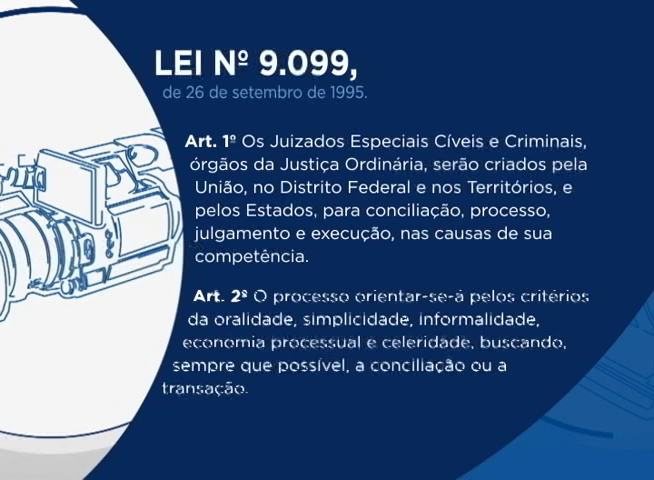 LEI Nº 9.099,
de 26 de setembro de 1995.
Art. 1º Os Juizados Especiais Cíveis e Criminais,
órgãos da Justiça Ordinária, serão criados pela
União, no Distrito Federal e nos Territórios, e
pelos Estados, para conciliação, processo,
julgamento e execução, nas causas de sua
competência.
Art. 2º O processo orientar-se-á pelos critérios
da oralidade, simplicidade, informalidade,
economia processual e celeridade, buscando,
sempre que possível, a conciliação ou a
transação.